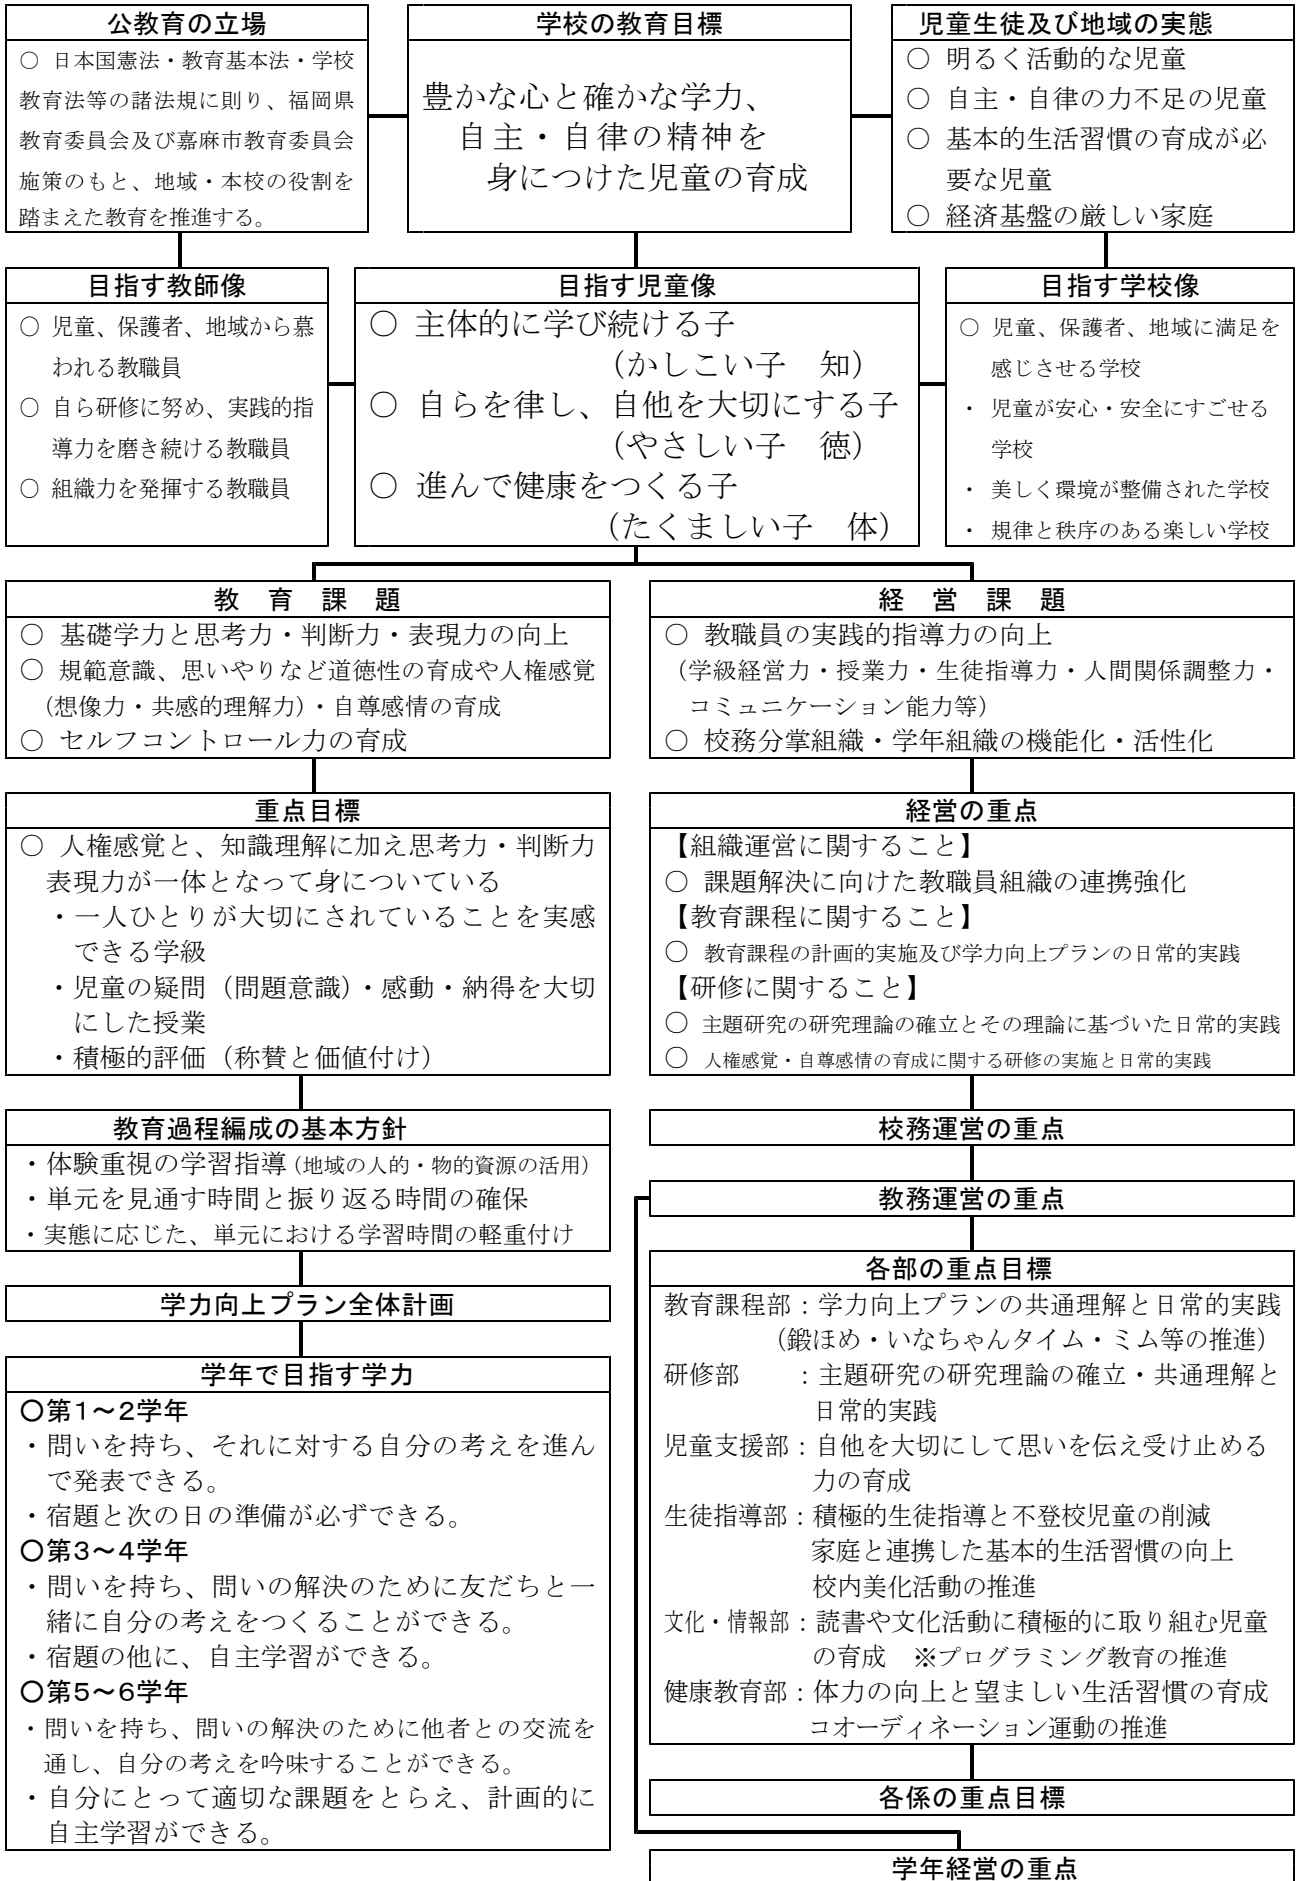 公教育の立場
○ 日本国憲法・教育基本法・学校
教育法等の諸法規に則り、福岡県
教育委員会及び嘉麻市教育委員会
施策のもと、地域・本校の役割を
踏まえた教育を推進する。
学校の教育目標
豊かな心と確かな学力、
自主・自律の精神を
身につけた児童の育成
児童生徒及び地域の実態
○ 明るく活動的な児童
○ 自主・自律の力不足の児童
○ 基本的生活習慣の育成が必
要な児童
○ 経済基盤の厳しい家庭
目指す教師像
○ 児童、保護者、地域から慕
われる教職員
○ 自ら研修に努め、実践的指
導力を磨き続ける教職員
○ 組織力を発揮する教職員
目指す児童像
○ 主体的に学び続ける子
（かしこい子　知）
○ 自らを律し、自他を大切にする子
（やさしい子　徳）
○ 進んで健康をつくる子
（たくましい子　体）
目指す学校像
○ 児童、保護者、地域に満足を
感じさせる学校
・ 児童が安心・安全にすごせる
学校
・ 美しく環境が整備された学校
・ 規律と秩序のある楽しい学校
教　育　課　題
○ 基礎学力と思考力・判断力・表現力の向上
○ 規範意識、思いやりなど道徳性の育成や人権感覚
（想像力・共感的理解力）・自尊感情の育成
○ セルフコントロール力の育成
経　営　課　題
○ 教職員の実践的指導力の向上
（学級経営力・授業力・生徒指導力・人間関係調整力・
コミュニケーション能力等）
○ 校務分掌組織・学年組織の機能化・活性化
重点目標
○ 人権感覚と、知識理解に加え思考力・判断力
表現力が一体となって身についている
・一人ひとりが大切にされていることを実感
できる学級
・児童の疑問（問題意識）・感動・納得を大切
にした授業
・積極的評価（称賛と価値付け）
経営の重点
【組織運営に関すること】
○ 課題解決に向けた教職員組織の連携強化
【教育課程に関すること】
○ 教育課程の計画的実施及び学力向上プランの日常的実践
【研修に関すること】
○ 主題研究の研究理論の確立とその理論に基づいた日常的実践
○ 人権感覚・自尊感情の育成に関する研修の実施と日常的実践
教育過程編成の基本方針
・体験重視の学習指導（地域の人的・物的資源の活用）
・単元を見通す時間と振り返る時間の確保
・実態に応じた、単元における学習時間の軽重付け
学力向上プラン全体計画
学年で目指す学力
○第1～2学年
・問いを持ち、それに対する自分の考えを進ん
で発表できる。
・宿題と次の日の準備が必ずできる。
○第3～4学年
・問いを持ち、問いの解決のために友だちと一
緒に自分の考えをつくることができる。
・宿題の他に、自主学習ができる。
○第5～6学年
・問いを持ち、問いの解決のために他者との交流を
通し、自分の考えを吟味することができる。
・自分にとって適切な課題をとらえ、計画的に
自主学習ができる。
校務運営の重点
教務運営の重点
各部の重点目標
教育課程部：学力向上プランの共通理解と日常的実践
（鍛ほめ・いなちゃんタイム・ミム等の推進）
研修部　　：主題研究の研究理論の確立・共通理解と
日常的実践
児童支援部：自他を大切にして思いを伝え受け止める
力の育成
生徒指導部：積極的生徒指導と不登校児童の削減
家庭と連携した基本的生活習慣の向上
校内美化活動の推進
文化・情報部：読書や文化活動に積極的に取り組む児童
の育成　※プログラミング教育の推進
健康教育部：体力の向上と望ましい生活習慣の育成
コオーディネーション運動の推進
各係の重点目標
学年経営の重点